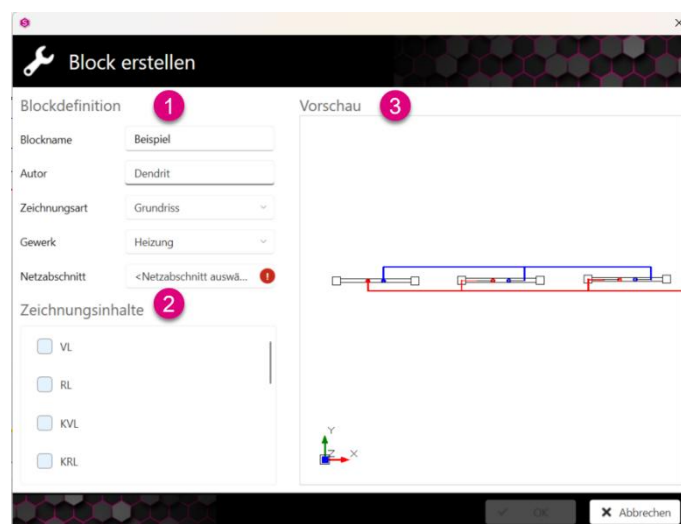 Block erstellen
Blockdefinition 1
Blockname Beispiel
Autor Dendrit
Zeichnungsart Grundriss
Gewerk Heizung
Netzabschnitt <Netzabschnitt auswä... !
Zeichnungsinhalte 2
VL
RL
KVL
KRL
Vorschau 3
Y
Z X
OK Abbrechen